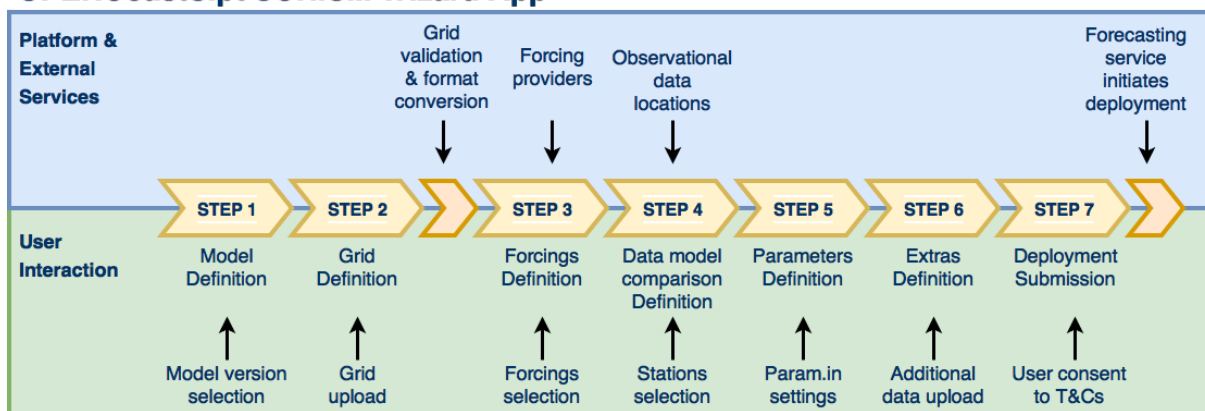 Platform &
External
Services
Grid
validation
& format
conversion
Forcing
providers
Observational
data
locations
Forecasting
service
initiates
deployment
STEP 1
STEP 2
STEP 3
STEP 4
STEP 5
STEP 6
STEP 7
User
Interaction
Model
Definition
Grid
Definition
Forcings
Definition
Data model
comparison
Definition
Parameters
Definition
Extras
Definition
Deployment
Submission
Model version
selection
Grid
upload
Forcings
selection
Stations
selection
Param.in
settings
Additional
data upload
User consent
to T&Cs